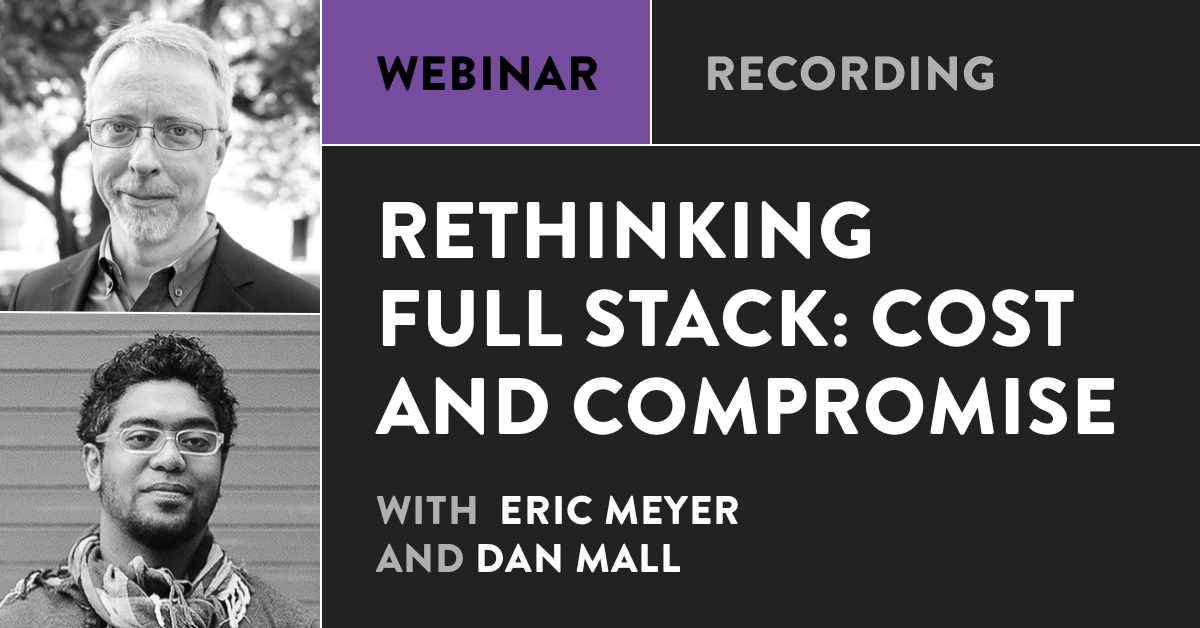 WEBINAR
RECORDING
RETHINKING
FULL STACK: COST
AND COMPROMISE
WITH ERIC MEYER
AND DAN MALL